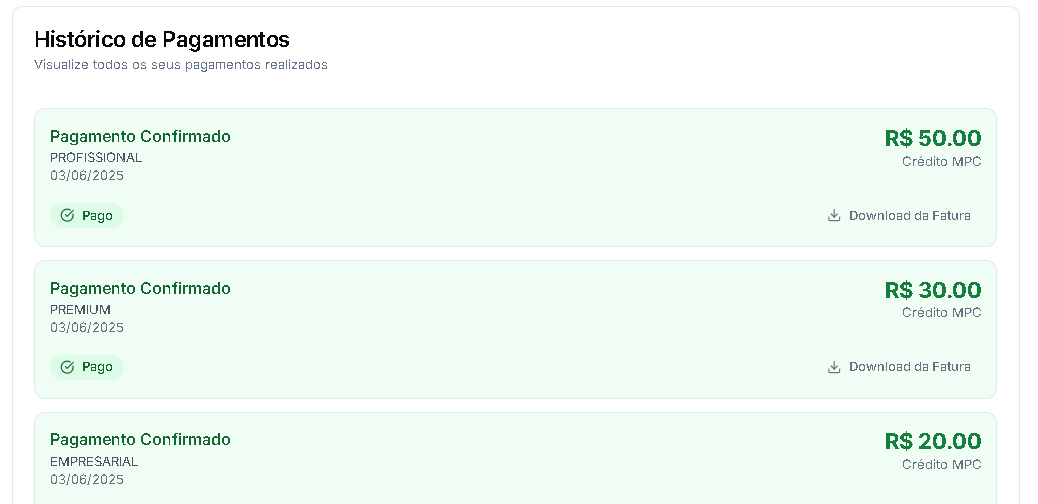 Histórico de Pagamentos
Visualize todos os seus pagamentos realizados
Pagamento Confirmado
R$ 50.00
PROFISSIONAL
Crédito MPC
03/06/2025
Pago
Download da Fatura
Pagamento Confirmado
R$ 30.00
PREMIUM
Crédito MPC
03/06/2025
Pago
Download da Fatura
Pagamento Confirmado
R$ 20.00
EMPRESARIAL
Crédito MPC
03/06/2025